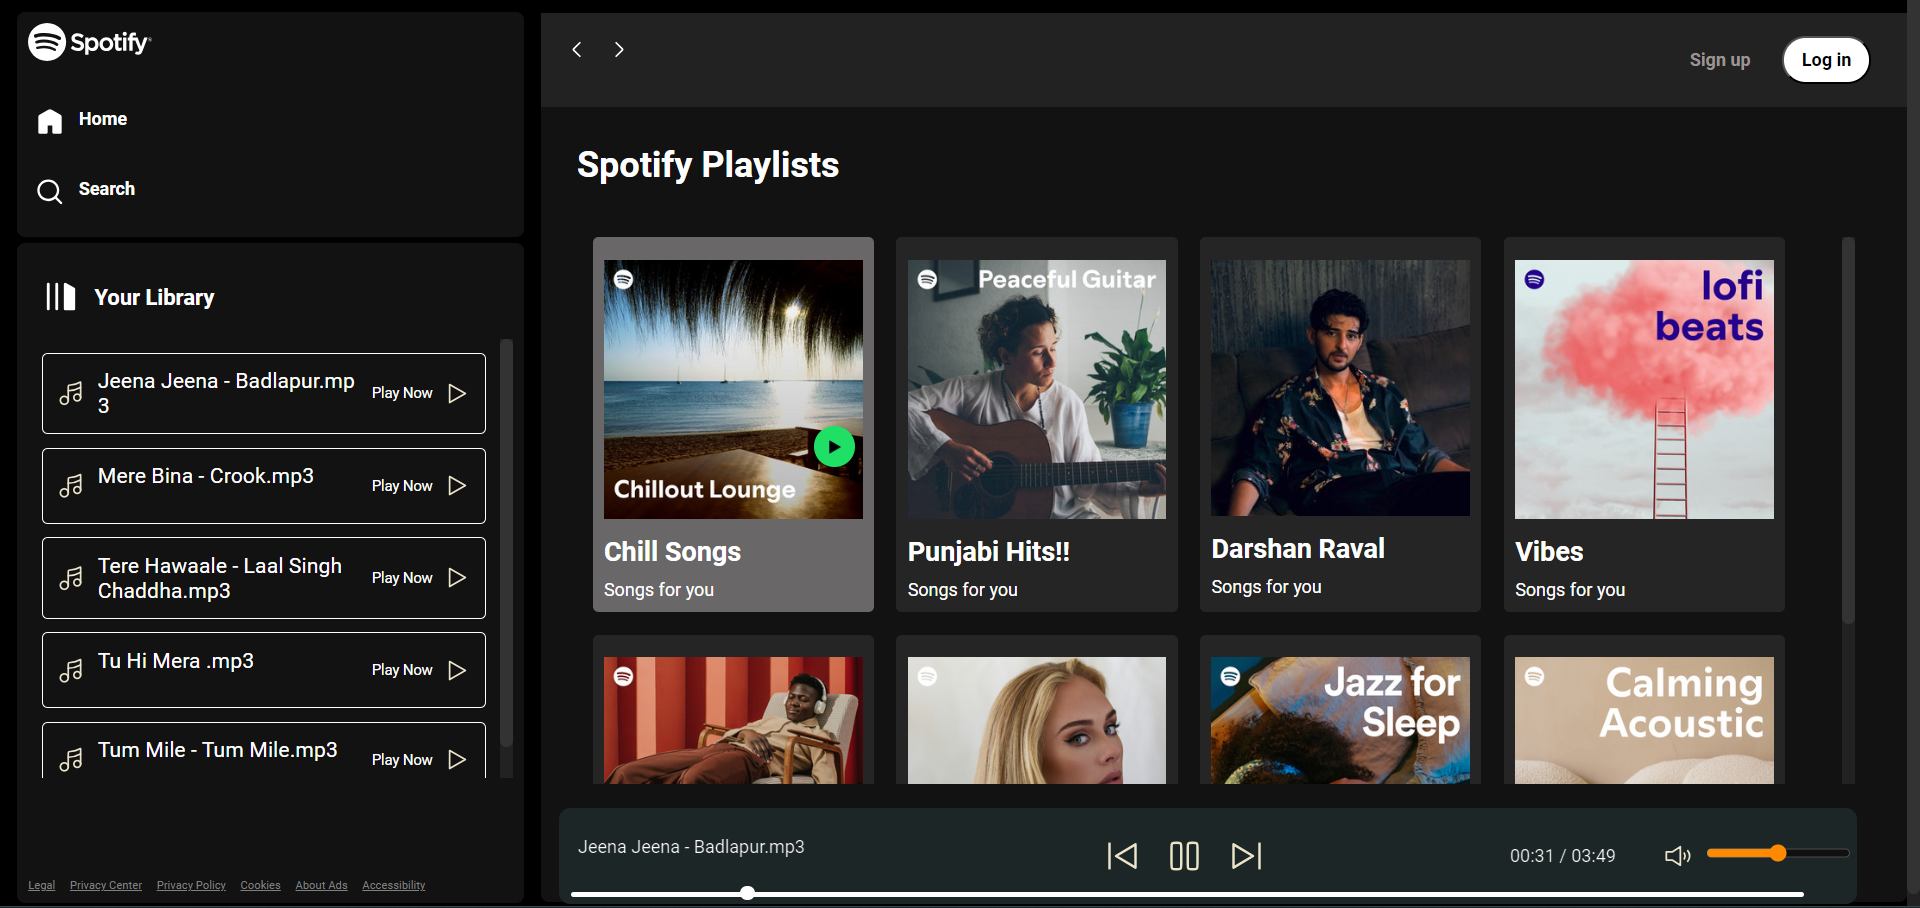 Spotify
Home
Search
Your Library
Jeena Jeena - Badlapur.mp
3
Play Now
Mere Bina - Crook.mp3
Play Now
Tere Hawaale - Laal Singh
Chaddha.mp3
Play Now
Tu Hi Mera .mp3
Play Now
Tum Mile - Tum Mile.mp3
Play Now
Legal Privacy Center Privacy Policy Cookies About Ads Accessibility
Sign up
Log in
Spotify Playlists
Chillout Lounge
Chill Songs
Songs for you
Peaceful Guitar
Punjabi Hits!!
Songs for you
Darshan Raval
Songs for you
lofi
beats
Vibes
Songs for you
Jazz for
Sleep
Calming
Acoustic
Jeena Jeena - Badlapur.mp3
00:31 / 03:49